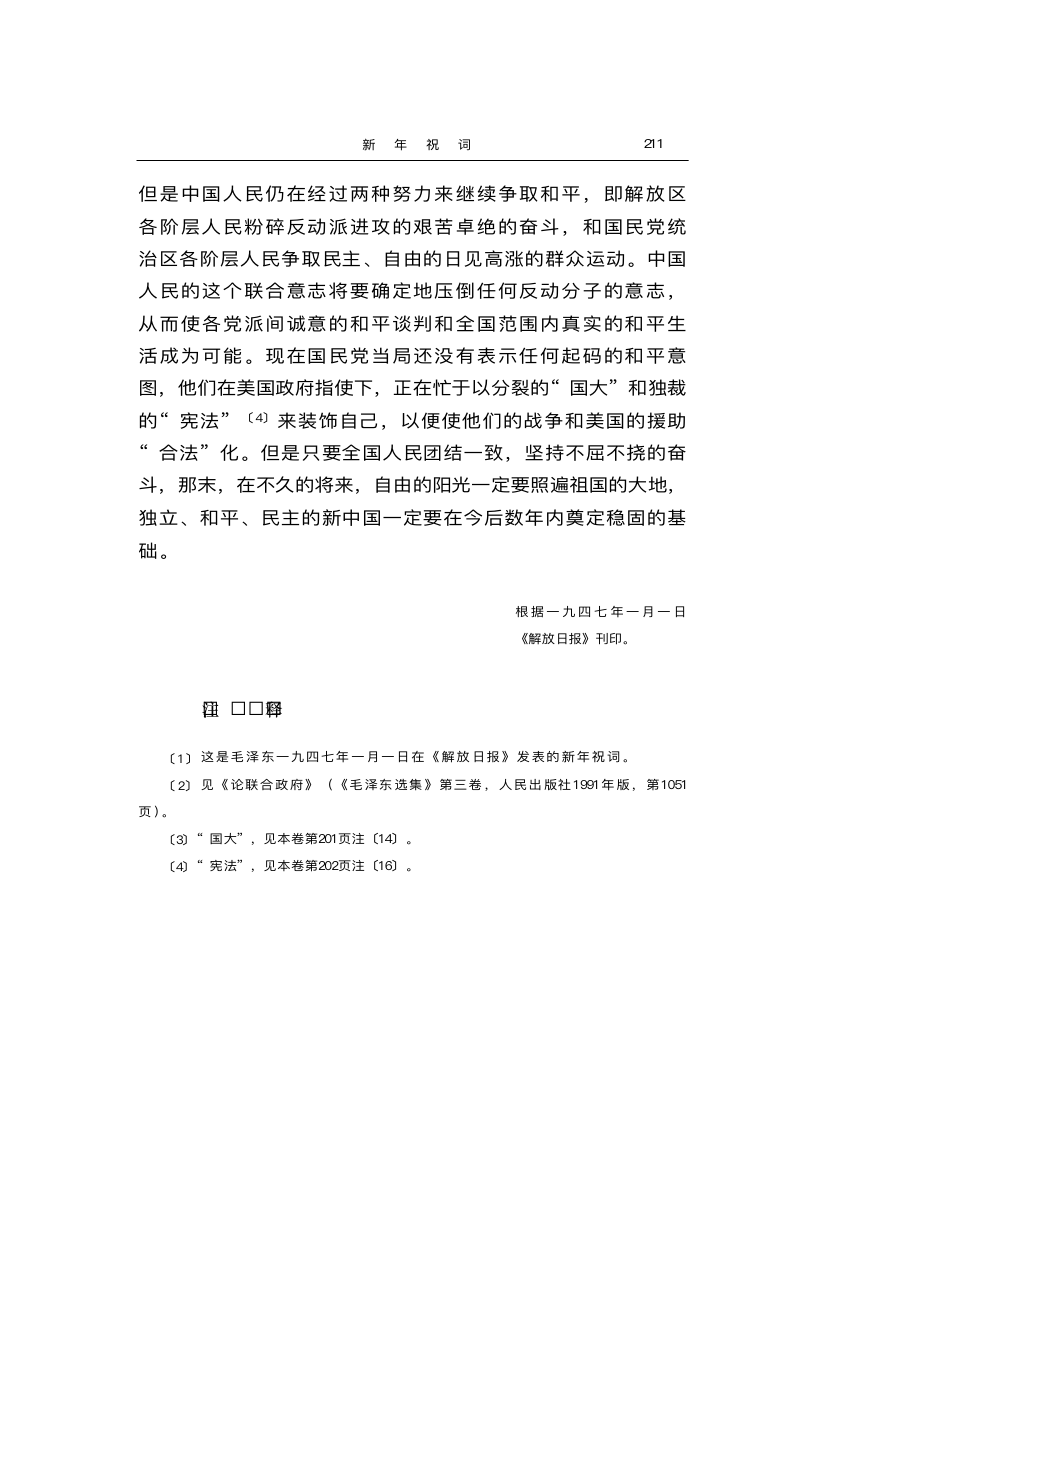 新 年 祝 词 211
但是中国人民仍在经过两种努力来继续争取和平，即解放区
各阶层人民粉碎反动派进攻的艰苦卓绝的奋斗，和国民党统
治区各阶层人民争取民主、自由的日见高涨的群众运动。中国
人民的这个联合意志将要确定地压倒任何反动分子的意志，
从而使各党派间诚意的和平谈判和全国范围内真实的和平生
活成为可能。现在国民党当局还没有表示任何起码的和平意
图，他们在美国政府指使下，正在忙于以分裂的“国大”和独裁
的“宪法”〔4〕来装饰自己，以便使他们的战争和美国的援助
“合法”化。但是只要全国人民团结一致，坚持不屈不挠的奋
斗，那末，在不久的将来，自由的阳光一定要照遍祖国的大地，
独立、和平、民主的新中国一定要在今后数年内奠定稳固的基
础。
根据一九四七年一月一日
《解放日报》刊印。
注 □□释
〔1〕这是毛泽东一九四七年一月一日在《解放日报》发表的新年祝词。
〔2〕见《论联合政府》（《毛泽东选集》第三卷，人民出版社1991年版，第1051
页）。
〔3〕“国大”，见本卷第201页注〔14〕。
〔4〕“宪法”，见本卷第202页注〔16〕。